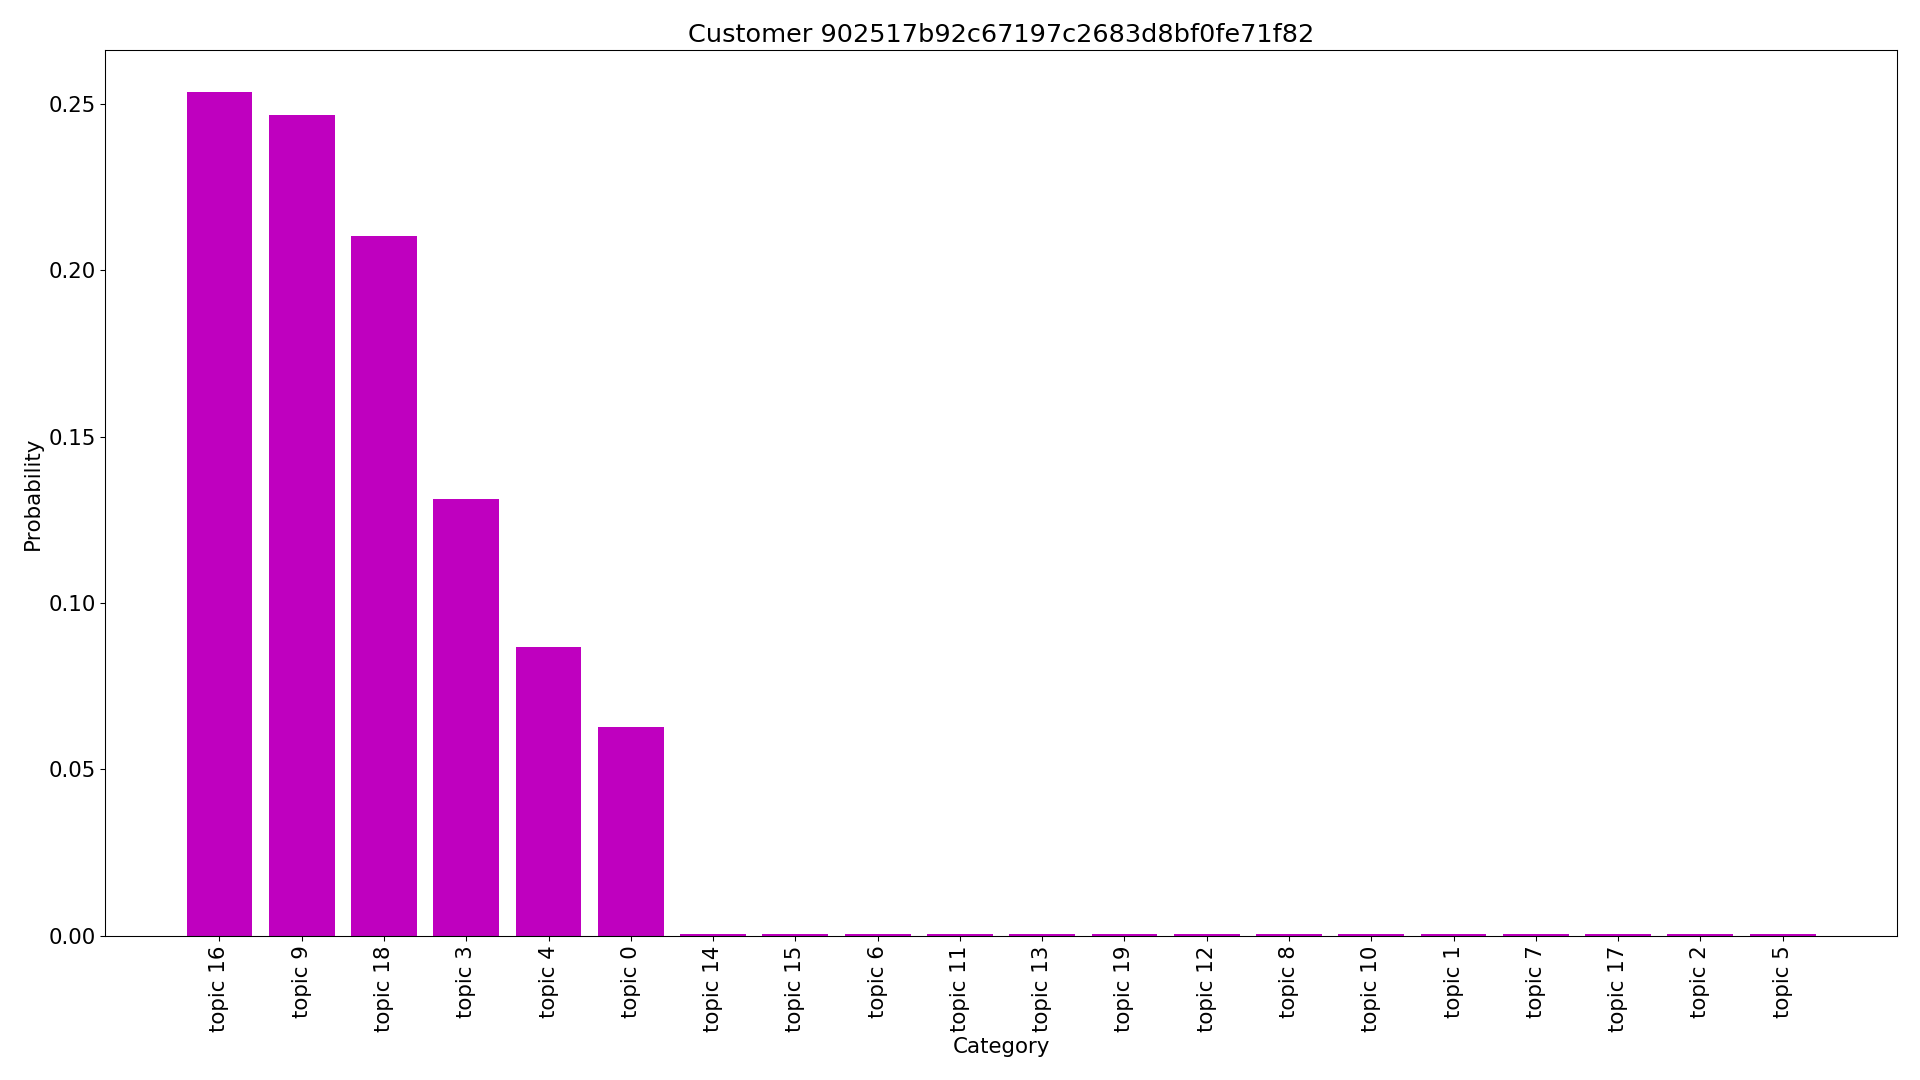 Customer 902517b92c67197c2683d8bf0fe71f82
Probability
0.25
0.20
0.15
0.10
0.05
0.00
topic 16
topic 9
topic 18
topic 3
topic 4
topic 0
topic 14
topic 15
topic 6
topic 11
topic 13
topic 19
topic 12
topic 8
topic 10
topic 1
topic 7
topic 17
topic 2
topic 5
Category